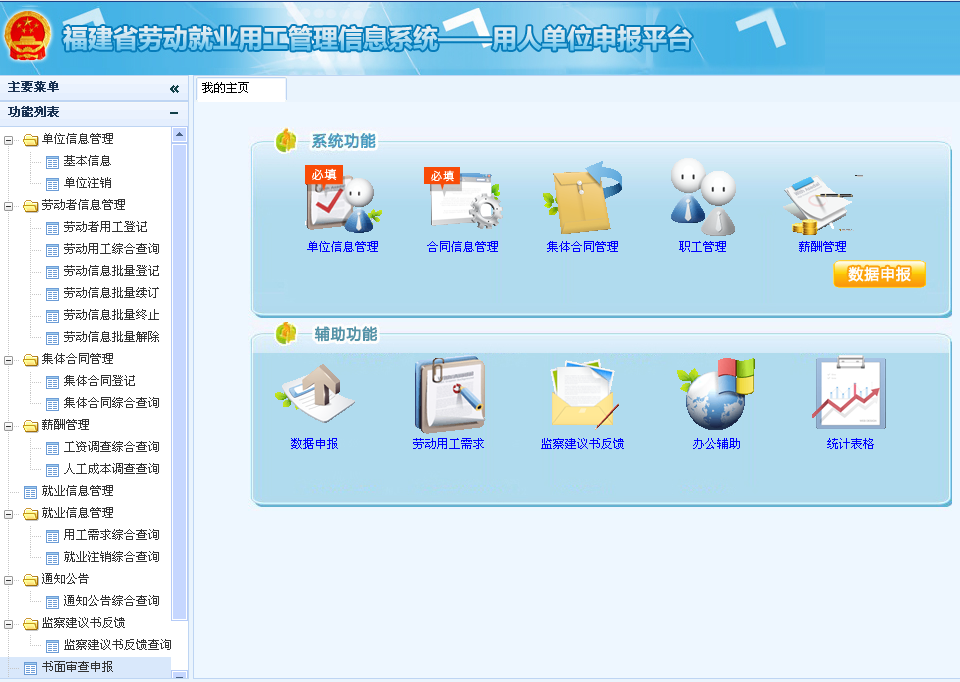 福建省劳动就业用工管理信息系统——用人单位申报平台
主要菜单
功能列表
单位信息管理
基本信息
单位注销
劳动者信息管理
劳动者用工登记
劳动用工综合查询
劳动信息批量登记
劳动信息批量续订
劳动信息批量终止
劳动信息批量解除
集体合同管理
集体合同登记
集体合同综合查询
薪酬管理
工资调查综合查询
人工成本调查查询
就业信息管理
就业信息管理
用工需求综合查询
就业注销综合查询
通知公告
通知公告综合查询
监察建议书反馈
监察建议书反馈查询
书面审查申报
我的主页
系统功能
必填
必填
单位信息管理
合同信息管理
集体合同管理
职工管理
薪酬管理
数据申报
辅助功能
数据申报
劳动用工需求
监察建议书反馈
办公辅助
统计表格